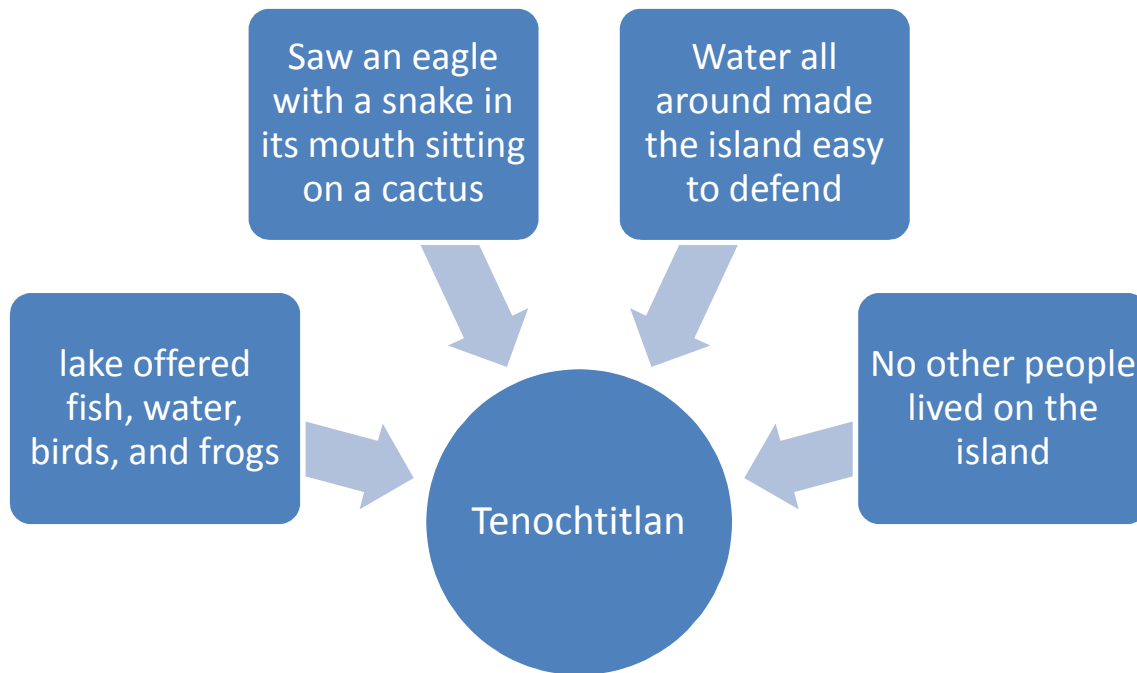 Saw an eagle
with a snake in
its mouth sitting
on a cactus
Water all
around made
the island easy
to defend
lake offered
fish, water,
birds, and frogs
No other people
lived on the
island
Tenochtitlan